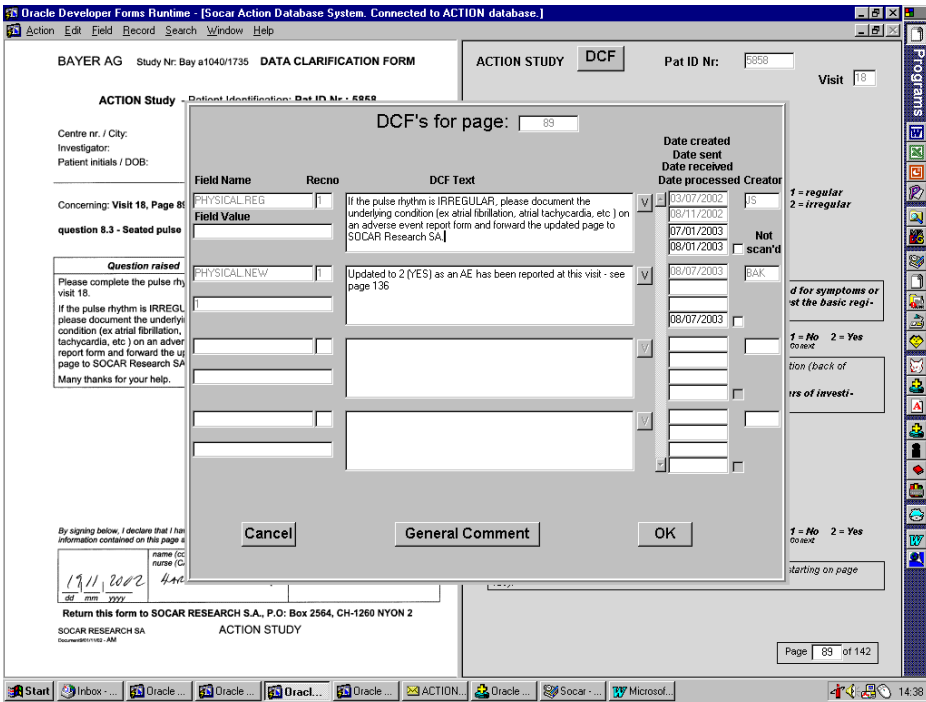 Oracle Developer Forms Runtime - [Socar Action Database System. Connected to ACTION database.]
Action Edit Field Record Search Window Help
BAYER AG Study Nr: Bay a1040/1735 DATA CLARIFICATION FORM
ACTION STUDY DCF Pat ID Nr: 5858
Visit 18
ACTION Study - Patient Identification: Pat ID Nr : 5858
DCF's for page: 89
Centre nr. / City:
Investigator:
Patient initials / DOB:
Date created
Date sent
Date received
Field Name Recno DCF Text Date processed Creator
PHYSICAL.REG 1 If the pulse rhythm is IRREGULAR, please document the V 03/07/2002 JS
underlying condition (ex atrial fibrillation, atrial tachycardia, etc ) on 08/11/2002
an adverse event report form and forward the updated page to 07/01/2003
SOCAR Research SA. 08/01/2003
Field Value
Not
scan'd
1 = regular
2 = irregular
Concerning: Visit 18, Page 89
question 8.3 - Seated pulse
Question raised
Please complete the pulse rhy
visit 18.
If the pulse rhythm is IRREGU
please document the underlyi
condition (ex atrial fibrillation,
tachycardia, etc ) on an adver
report form and forward the up
page to SOCAR Research SA
Many thanks for your help.
PHYSICAL.NEW 1 Updated to 2 (YES) as an AE has been reported at this visit - see V 08/07/2003 BAK
page 136
1
08/07/2003
V
V
d for symptoms or
st the basic regi-
1 = No 2 = Yes
tion (back of
rs of investi-
Cancel General Comment OK
By signing below, I declare that I hav
information contained on this page a
name (co
nurse (C
19 11 2002
dd mm yyyy
1 = No 2 = Yes
starting on page
Return this form to SOCAR RESEARCH S.A., P.O: Box 2564, CH-1260 NYON 2
SOCAR RESEARCH SA ACTION STUDY
Page 89 of 142
Programs
Start Inbox - ... Oracle ... Oracle ... Oracl... Oracle ... ACTION... Oracle ... Socar - ... Microsof... 14:38